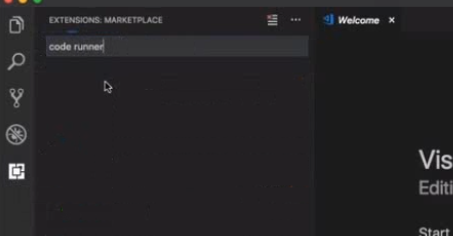 EXTENSIONS: MARKETPLACE
Welcome
code runner
Vis
Editi
Start